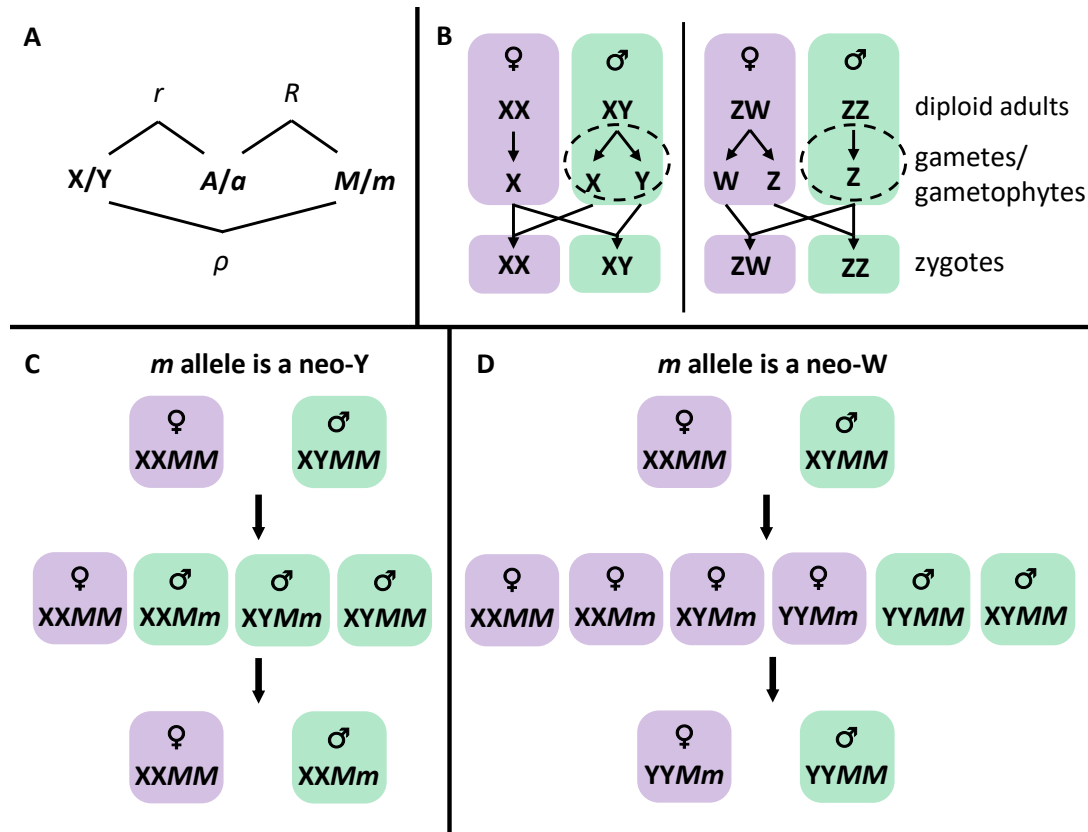 A
r R
X/Y A/a M/m
ρ
B
♀ ♂ ♀ ♂
XX XY ZW ZZ diploid adults
X X Y W Z Z gametes/
gametophytes
XX XY ZW ZZ zygotes
C m allele is a neo-Y
♀ ♂
XXMM XYMM
♀ ♂ ♂ ♂
XXMM XXMm XYMm XYMM
♀ ♂
XXMM XXMm
D m allele is a neo-W
♀ ♂
XXMM XYMM
♀ ♀ ♀ ♀ ♂ ♂
XXMM XXMm XYMm YYMm YYMM XYMM
♀ ♂
YYMm YYMM